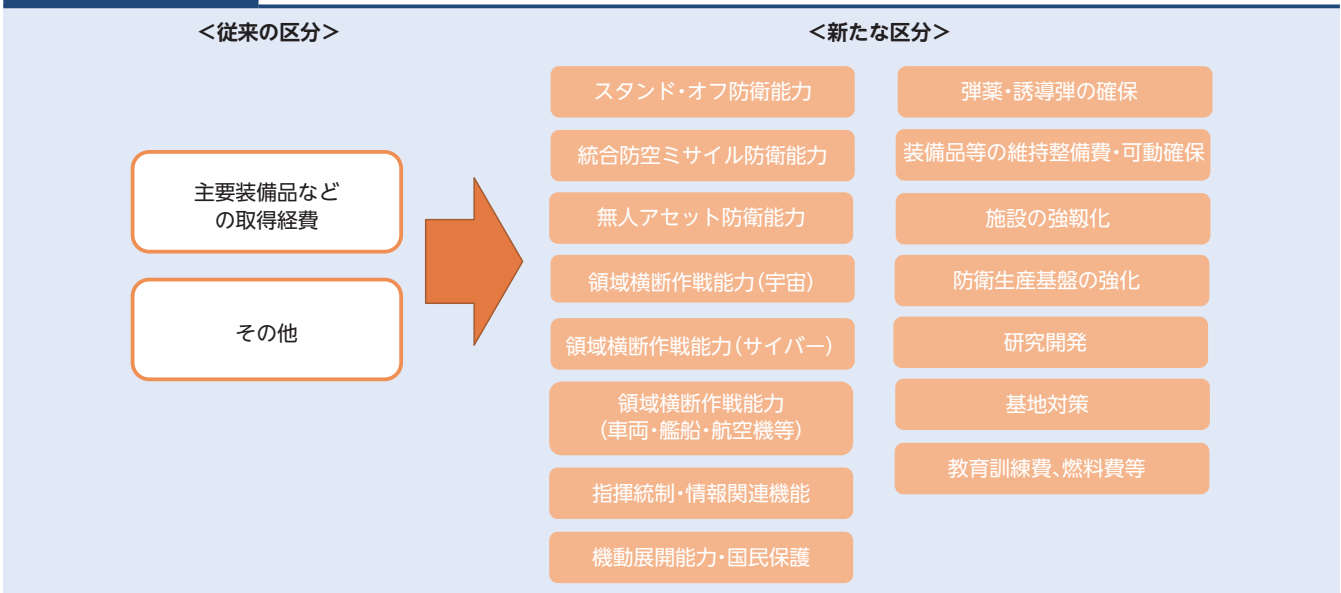 <従来の区分>
<新たな区分>
主要装備品など
の取得経費
その他
スタンド・オフ防衛能力
統合防空ミサイル防衛能力
無人アセット防衛能力
領域横断作戦能力(宇宙)
領域横断作戦能力(サイバー)
領域横断作戦能力
(車両・艦船・航空機等)
指揮統制・情報関連機能
機動展開能力・国民保護
弾薬・誘導弾の確保
装備品等の維持整備費・可動確保
施設の強靱化
防衛生産基盤の強化
研究開発
基地対策
教育訓練費、燃料費等